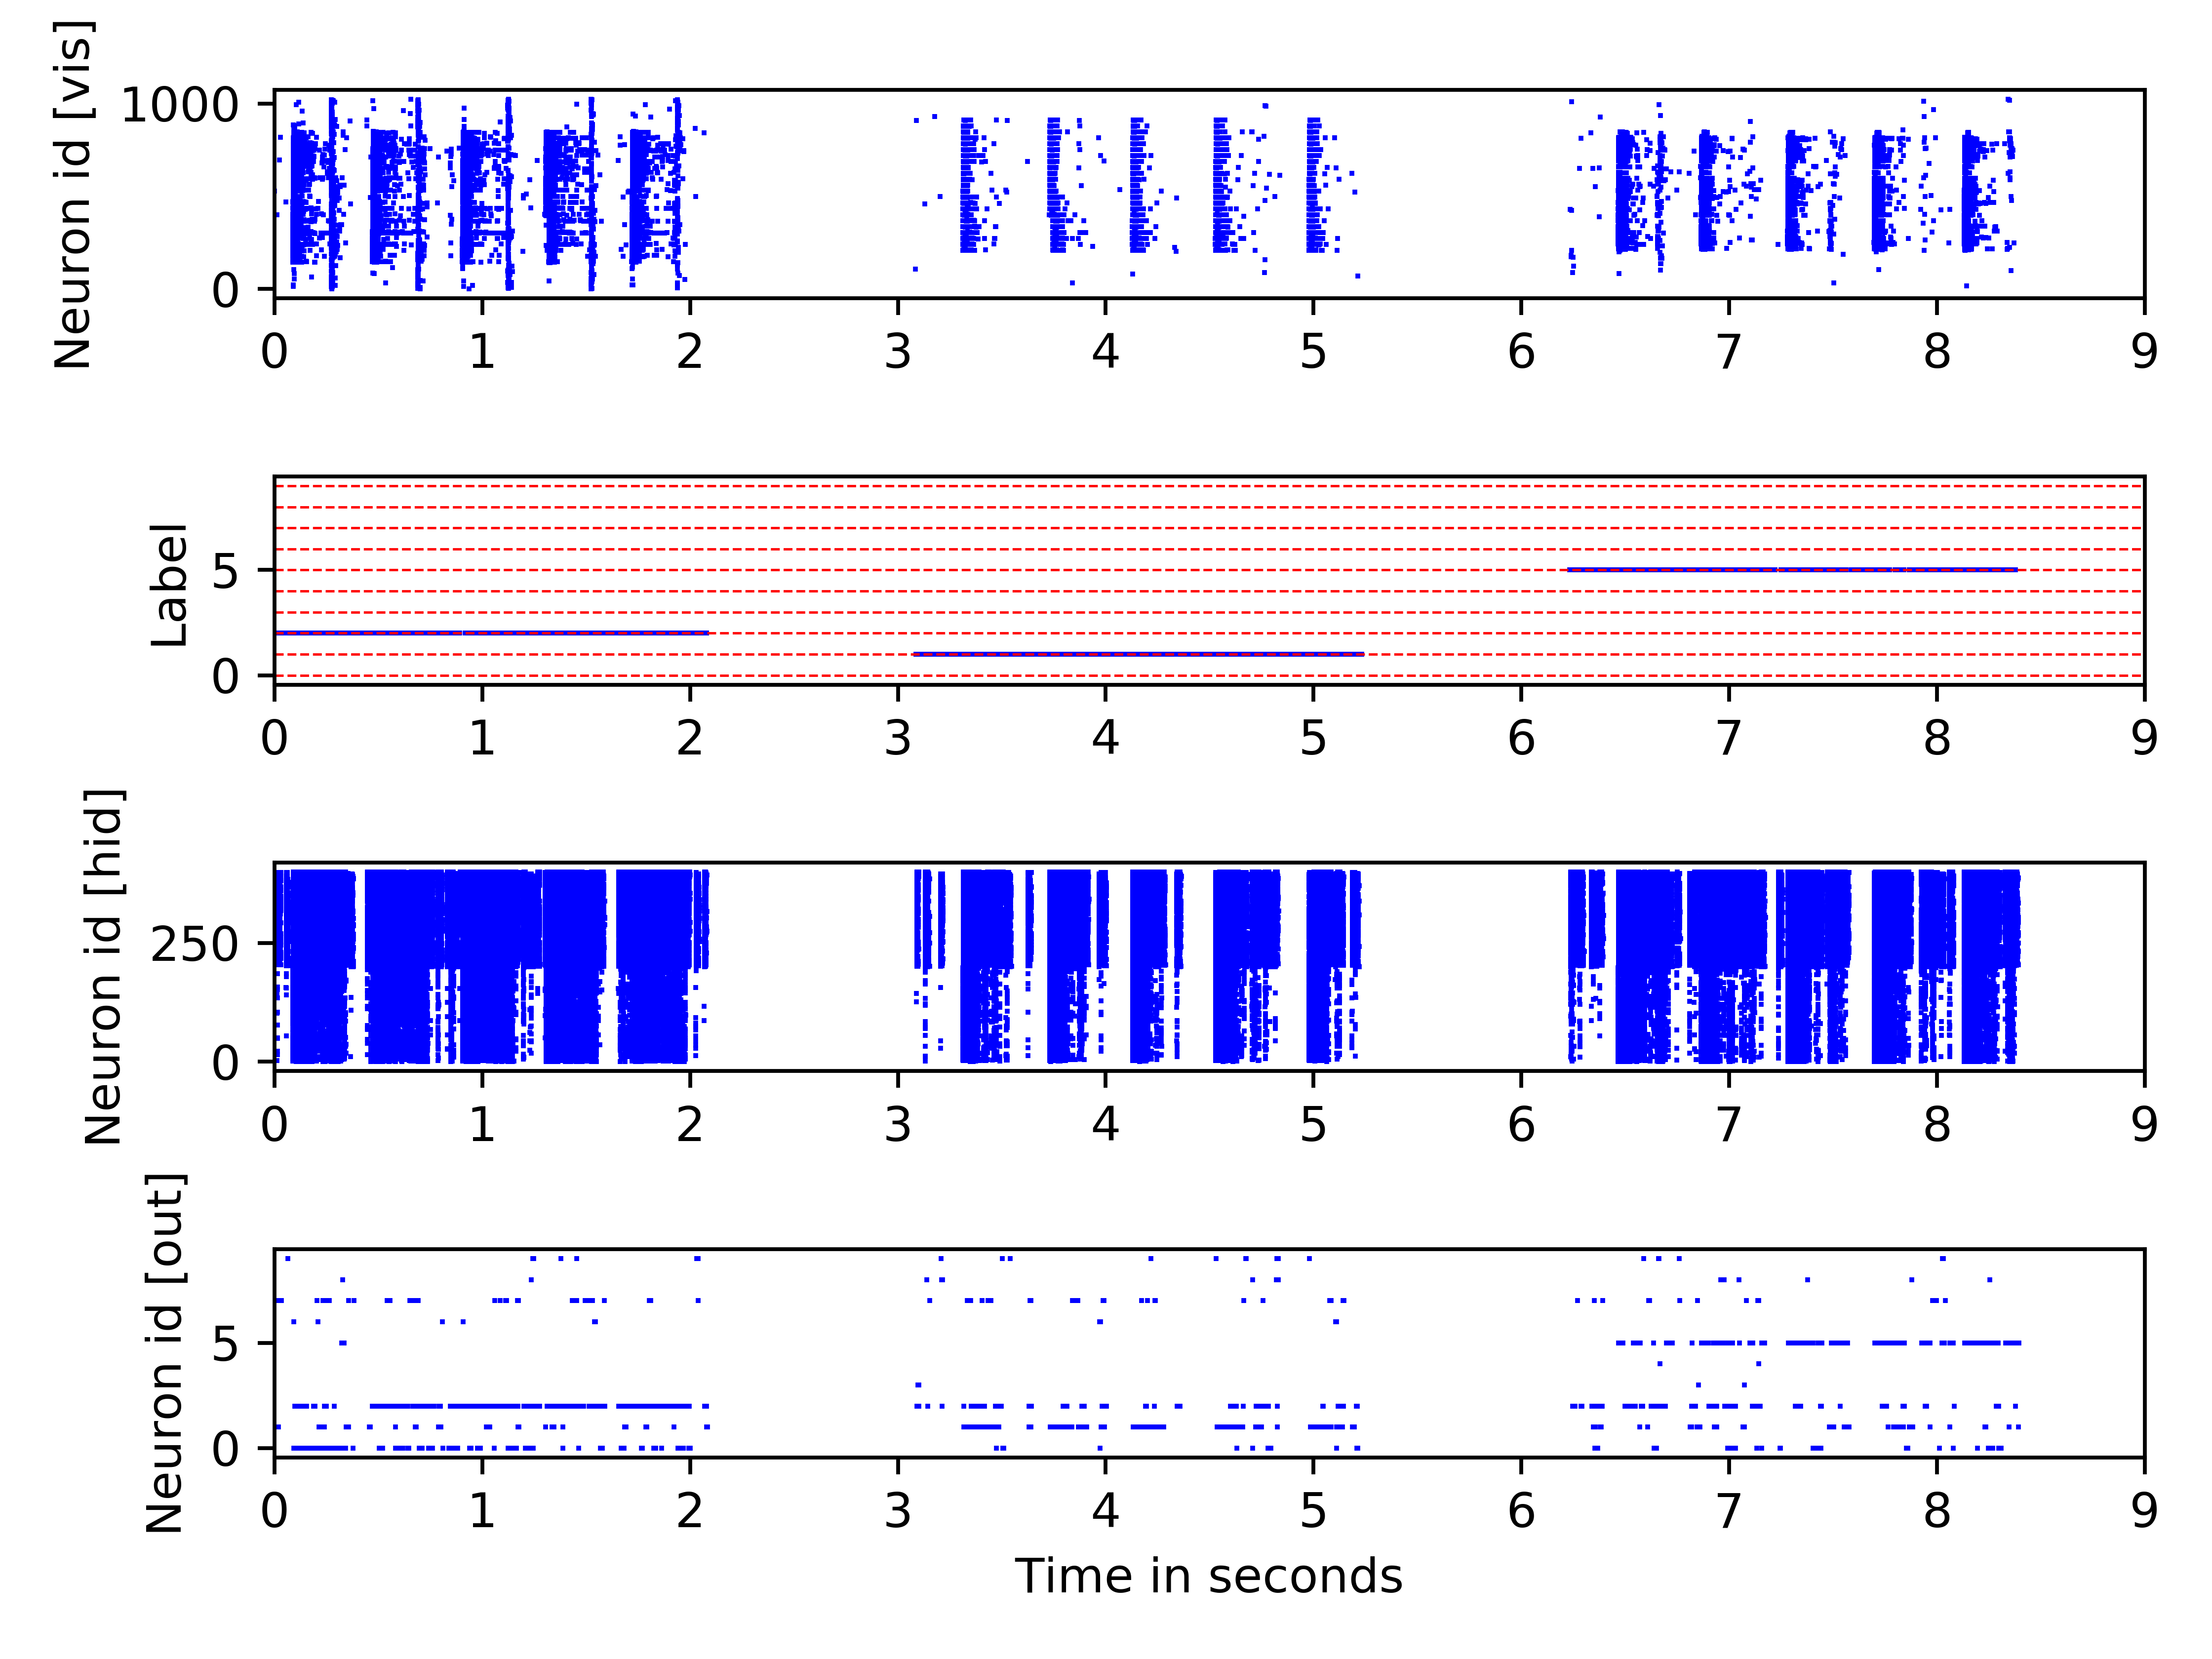 Neuron id [vis]
1000
0
0 1 2 3 4 5 6 7 8 9
Label
5
0
0 1 2 3 4 5 6 7 8 9
Neuron id [hid]
250
0
0 1 2 3 4 5 6 7 8 9
Neuron id [out]
5
0
0 1 2 3 4 5 6 7 8 9
Time in seconds